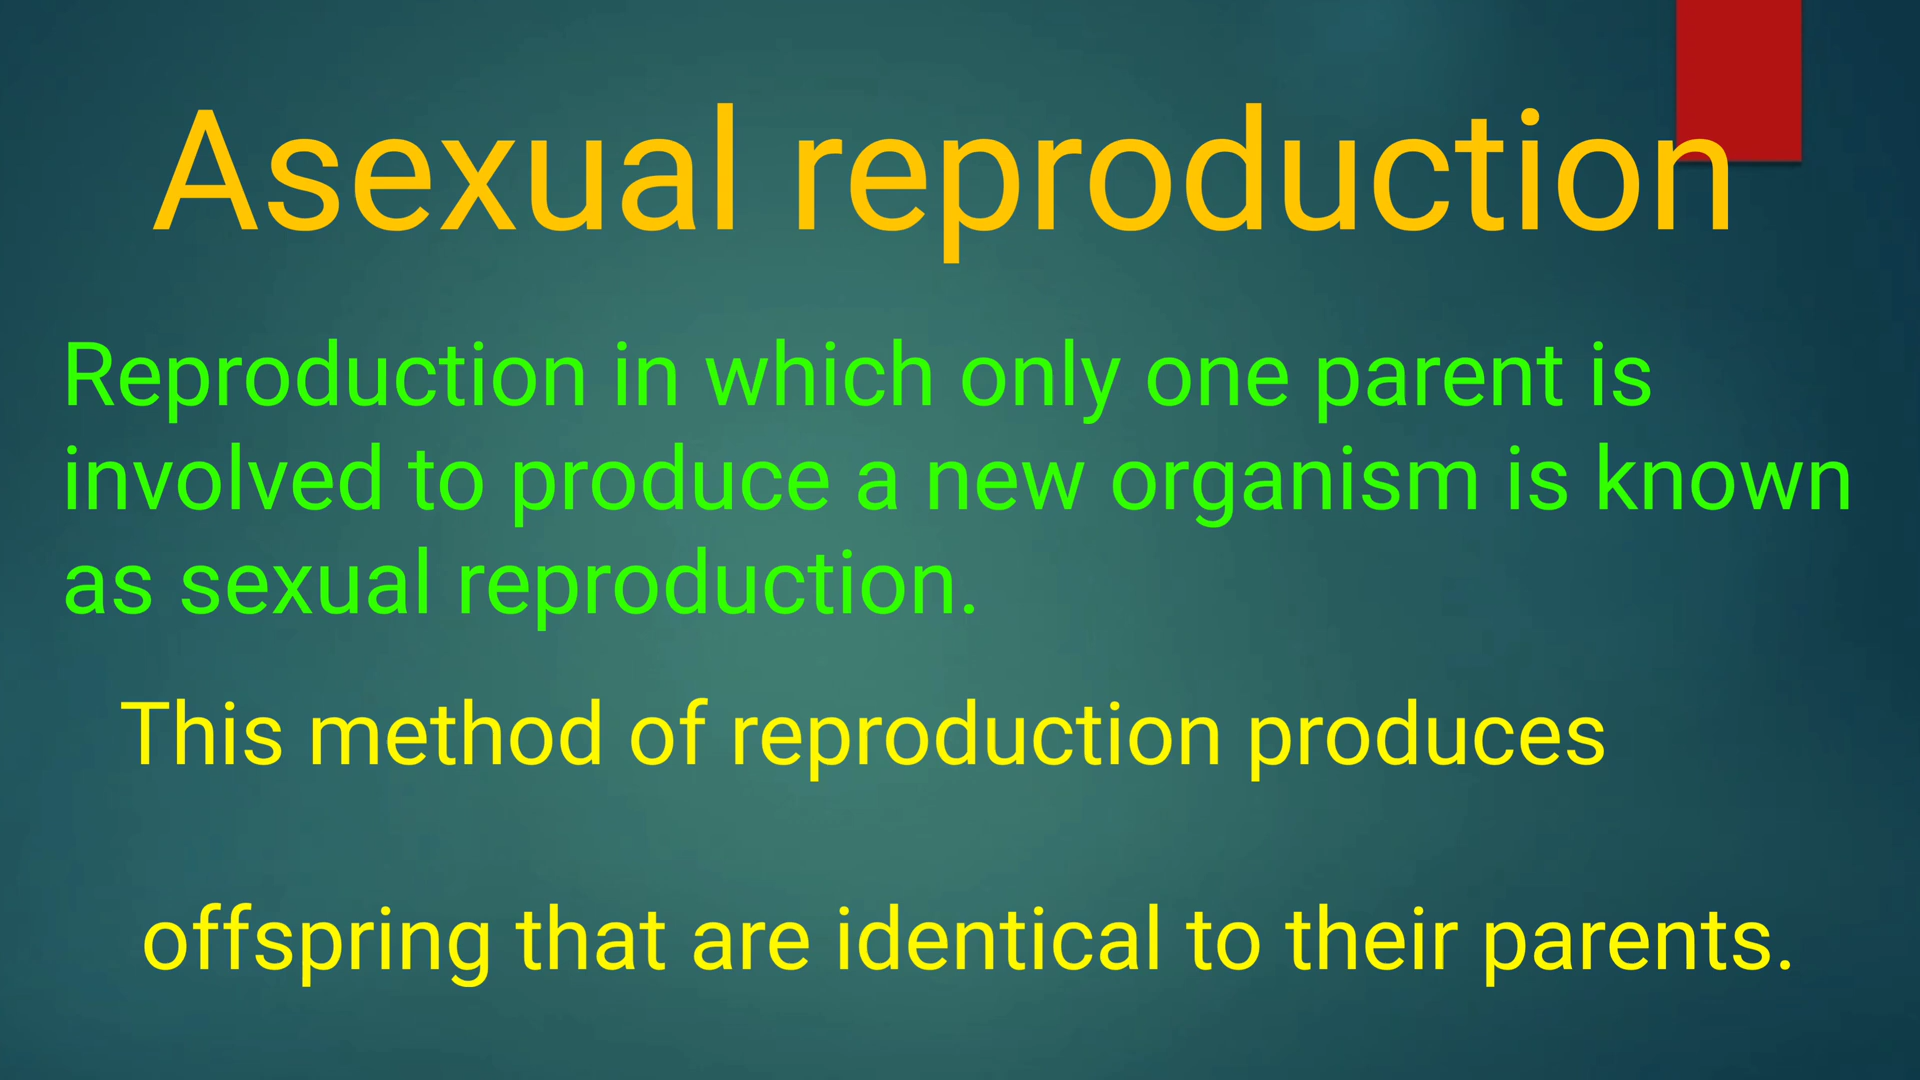 Asexual reproduction
Reproduction in which only one parent is
involved to produce a new organism is known
as sexual reproduction.
This method of reproduction produces
offspring that are identical to their parents.